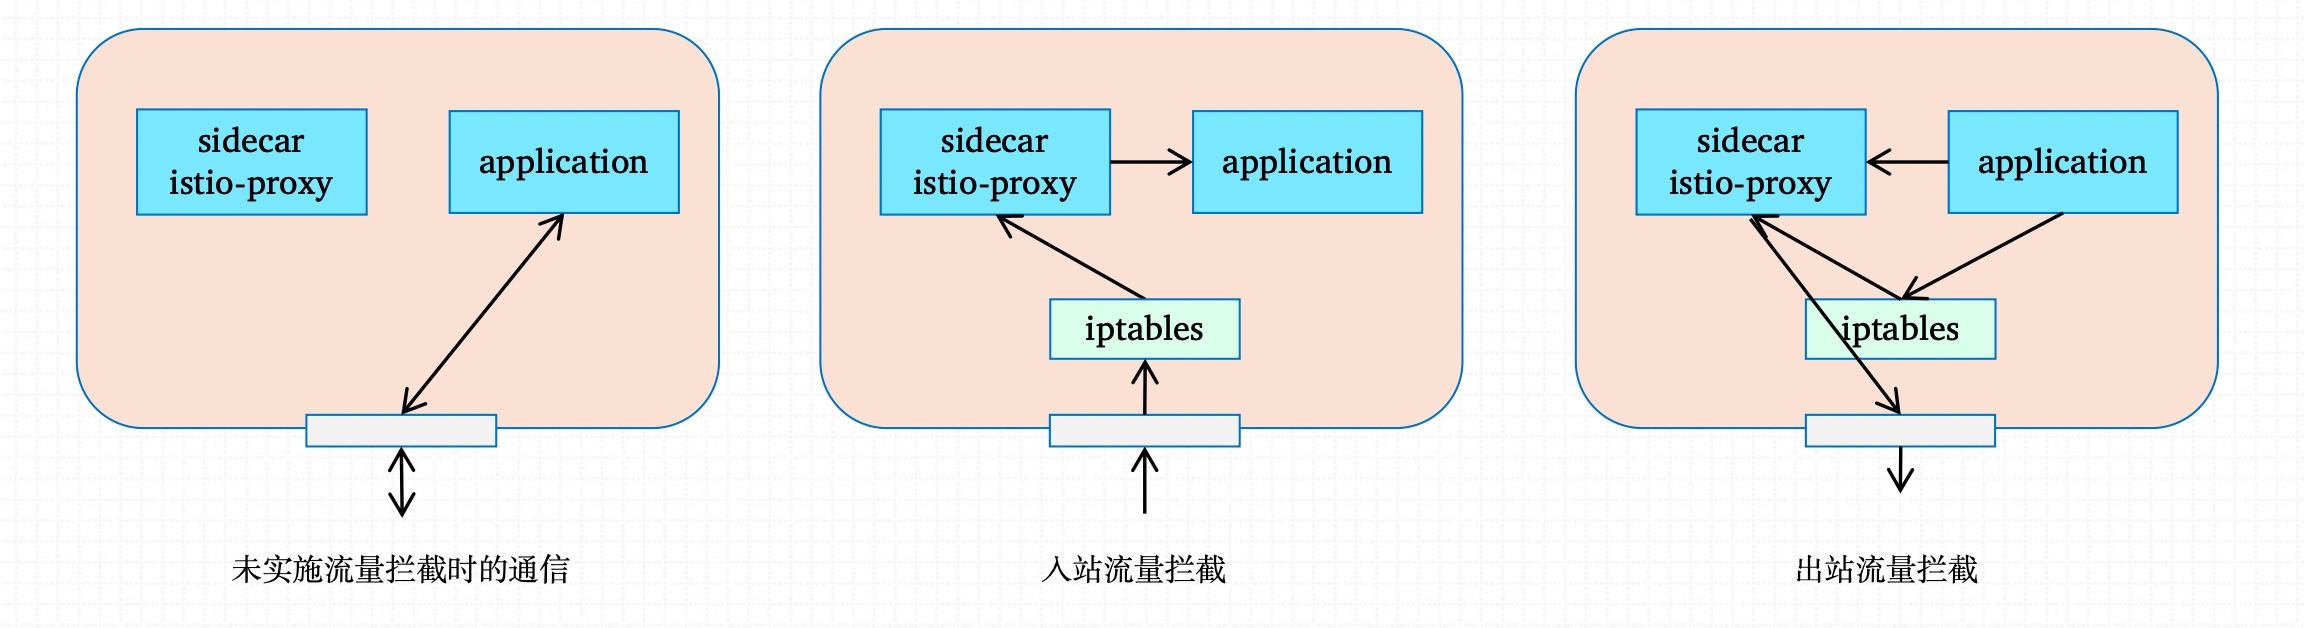 sidecar
istio-proxy
application
未实施流量拦截时的通信
sidecar
istio-proxy
application
iptables
入站流量拦截
sidecar
istio-proxy
application
iptables
出站流量拦截